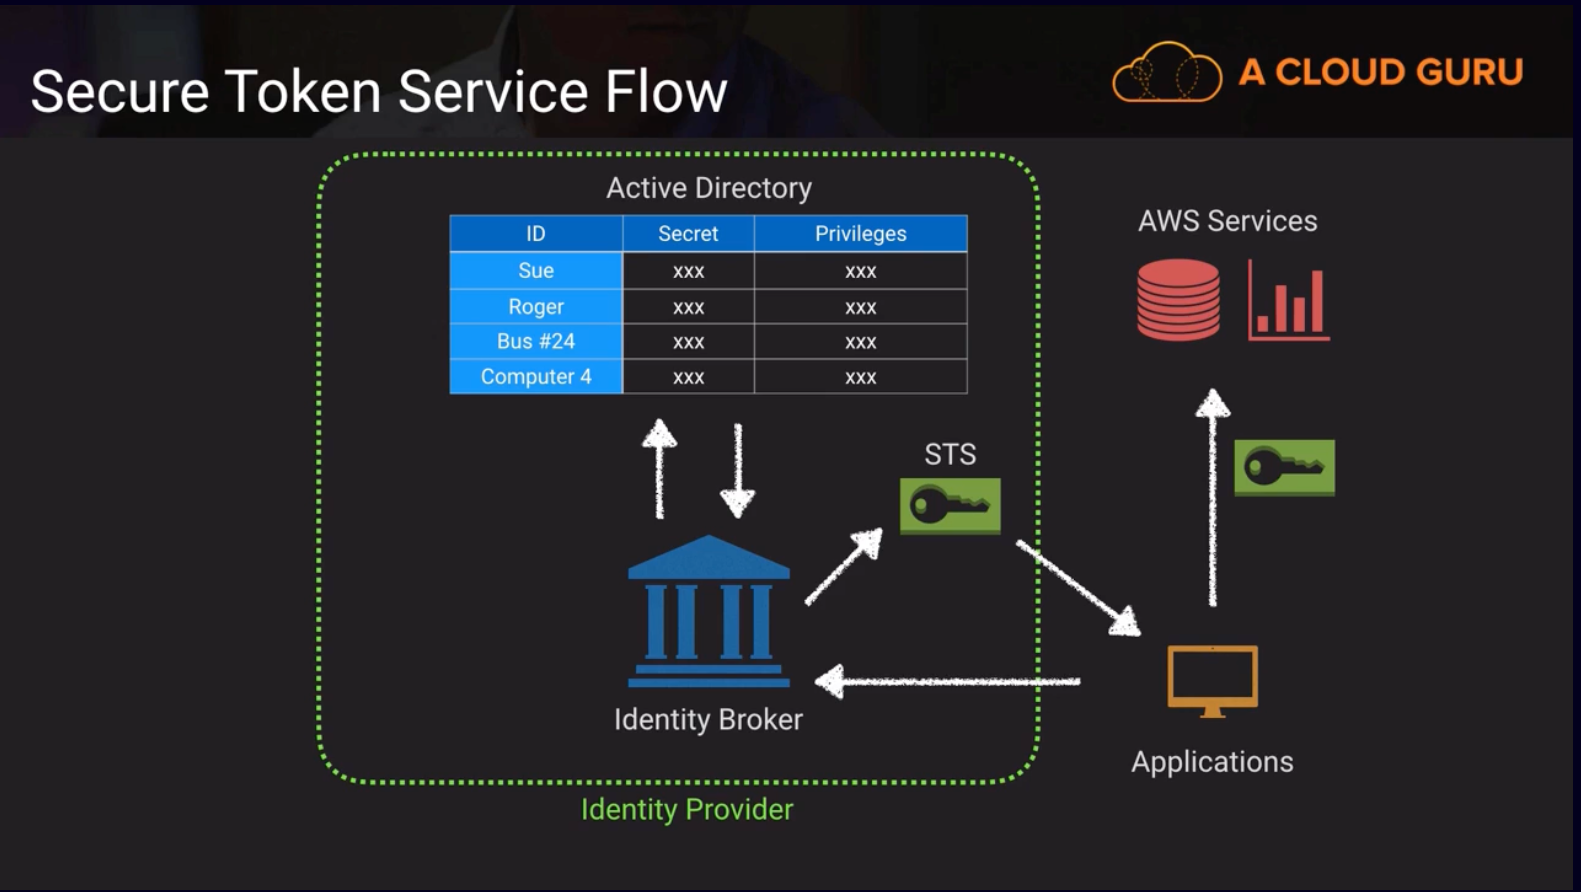 Secure Token Service Flow
A CLOUD GURU
Active Directory
ID Secret Privileges
Sue xxx xxx
Roger xxx xxx
Bus #24 xxx xxx
Computer 4 xxx xxx
AWS Services
STS
Identity Broker
Applications
Identity Provider